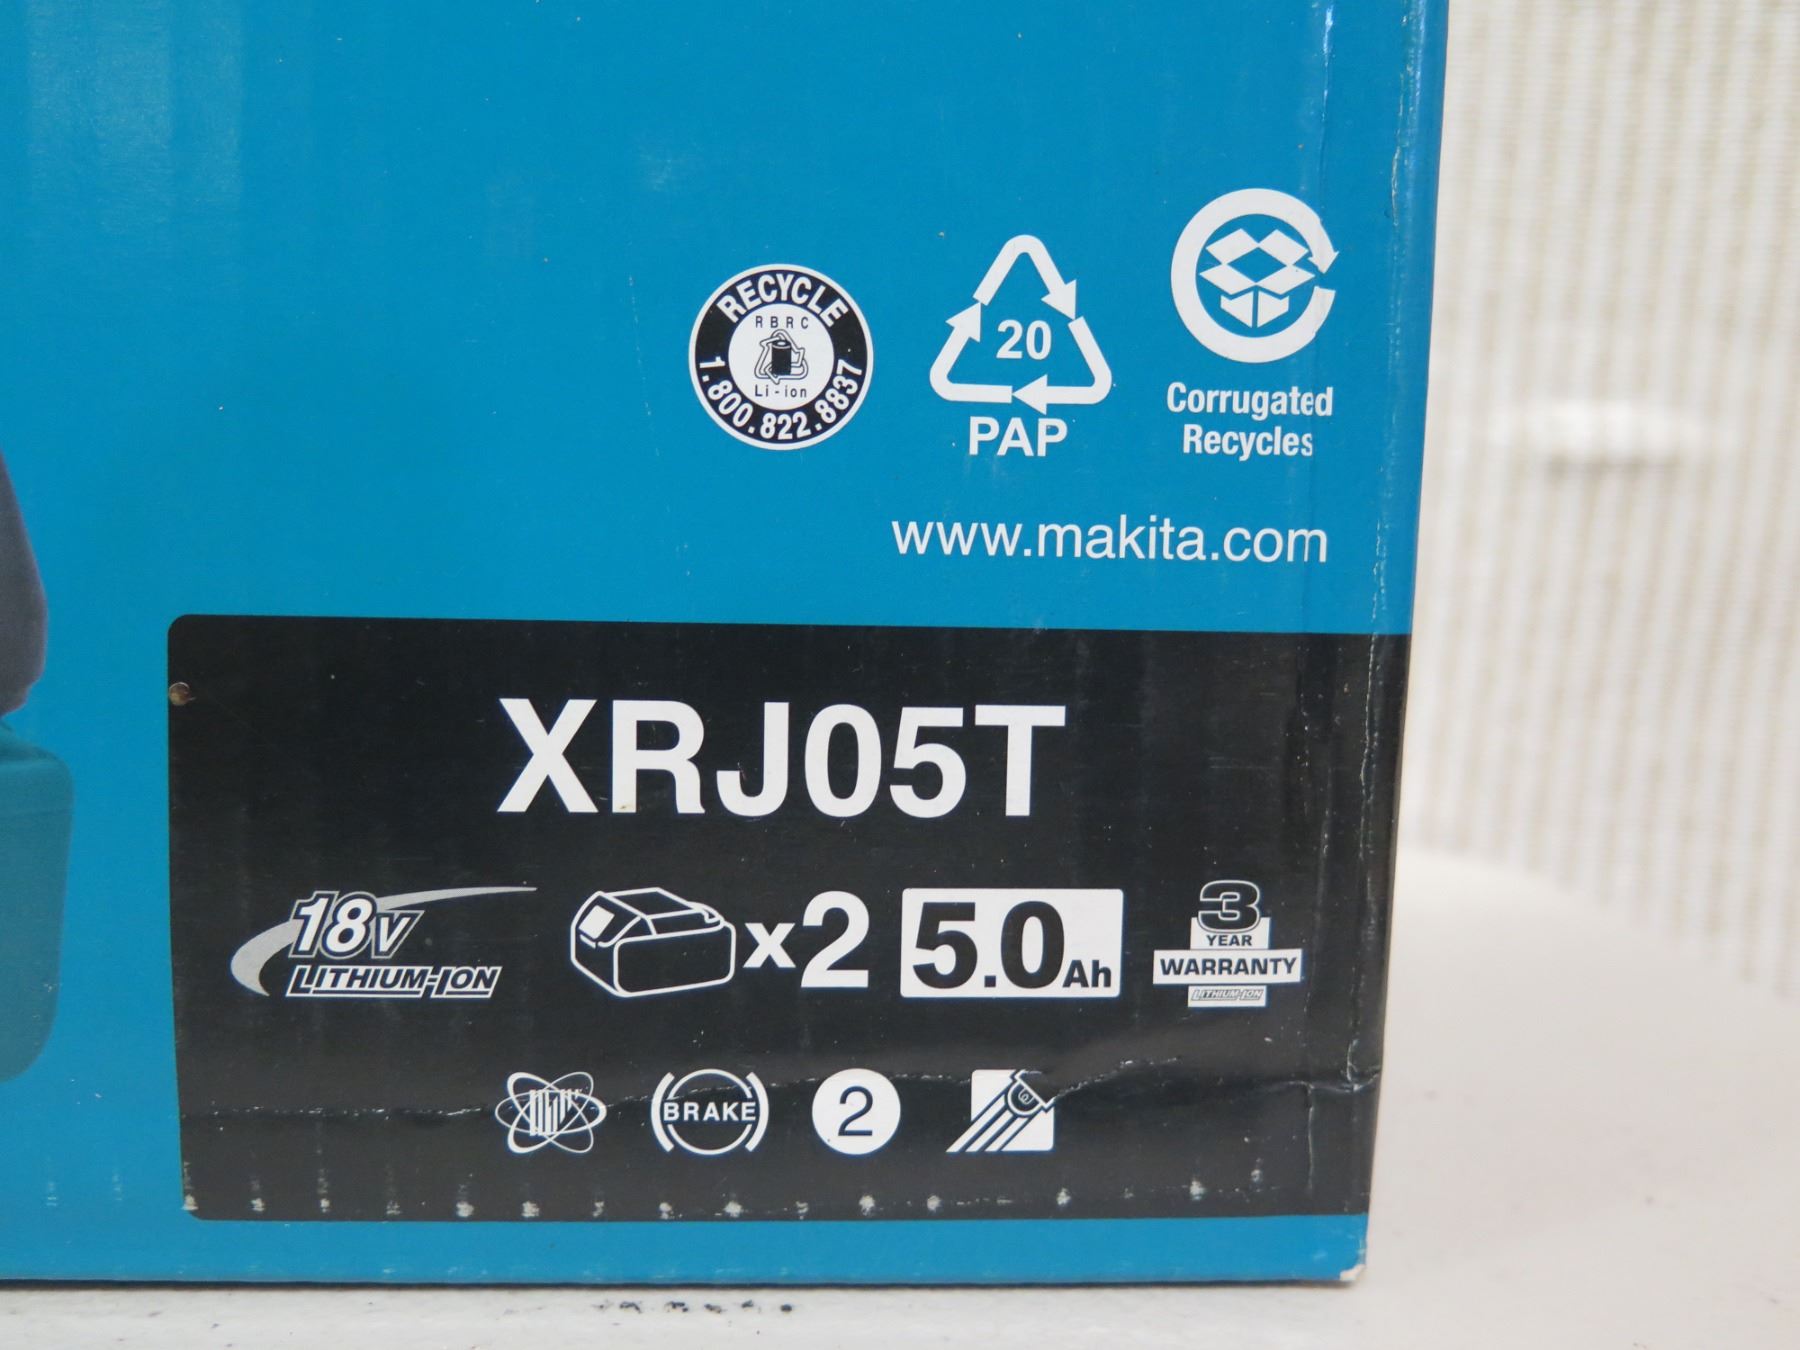 RECYCLE
RBRC
Li-ion
1.800.822.8837
20
PAP
Corrugated
Recycles
www.makita.com
XRJ05T
18V
LITHIUM-ION
x2
5.0Ah
3
YEAR
WARRANTY
LITHIUM-ION
BRAKE
2